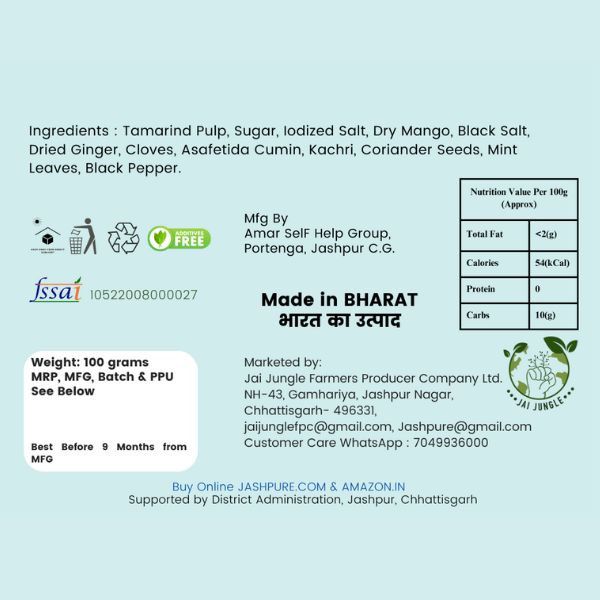 Ingredients : Tamarind Pulp, Sugar, Iodized Salt, Dry Mango, Black Salt,
Dried Ginger, Cloves, Asafetida Cumin, Kachri, Coriander Seeds, Mint
Leaves, Black Pepper.
Nutrition Value Per 100g
(Approx)
Total Fat <2(g)
Calories 54(kCal)
Protein 0
Carbs 10(g)
ADDITIVES
FREE
Mfg By
Amar SelF Help Group,
Portenga, Jashpur C.G.
fssai 10522008000027
Made in BHARAT
भारत का उत्पाद
Weight: 100 grams
MRP, MFG, Batch & PPU
See Below
Best Before 9 Months from
MFG
Marketed by:
Jai Jungle Farmers Producer Company Ltd.
NH-43, Gamhariya, Jashpur Nagar,
Chhattisgarh- 496331,
jaijunglefpc@gmail.com, Jashpure@gmail.com
Customer Care WhatsApp : 7049936000
JAI JUNGLE
Buy Online JASHPURE.COM & AMAZON.IN
Supported by District Administration, Jashpur, Chhattisgarh